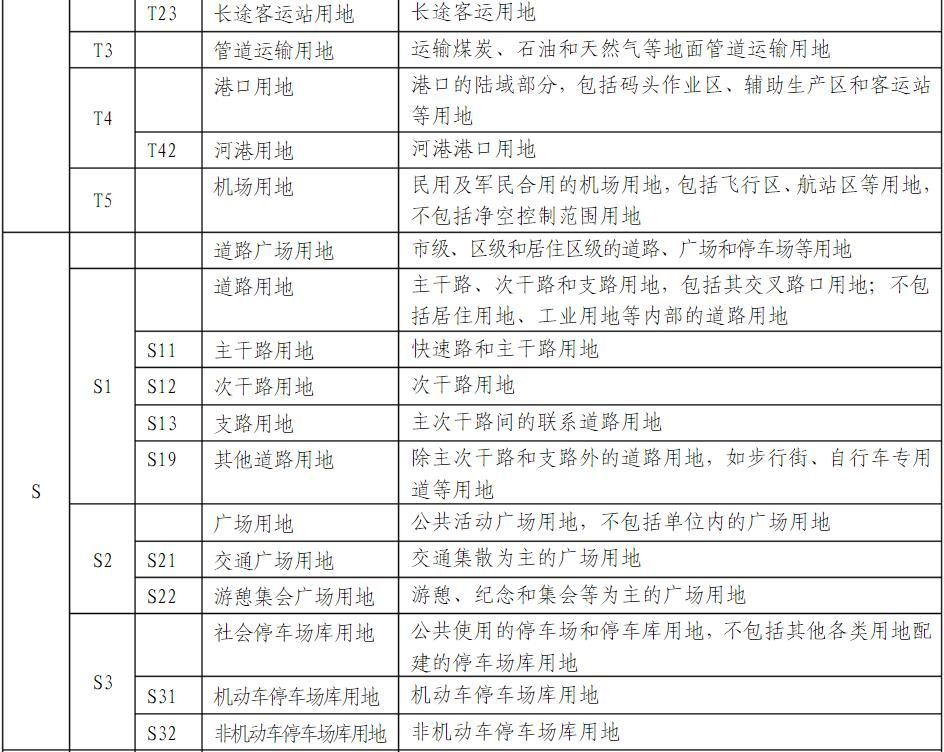 T23 长途客运站用地 长途客运用地
T3 管道运输用地 运输煤炭、石油和天然气等地面管道运输用地
T4 港口用地 港口的陆域部分，包括码头作业区、辅助生产区和客运站
等用地
T42 河港用地 河港港口用地
T5 机场用地 民用及军民合用的机场用地，包括飞行区、航站区等用地，
不包括净空控制范围用地
S 道路广场用地 市级、区级和居住区级的道路、广场和停车场等用地
S1 道路用地 主干路、次干路和支路用地，包括其交叉路口用地；不包
括居住用地、工业用地等内部的道路用地
S11 主干路用地 快速路和主干路用地
S12 次干路用地 次干路用地
S13 支路用地 主次干路间的联系道路用地
S19 其他道路用地 除主次干路和支路外的道路用地，如步行街、自行车专用
道等用地
S2 广场用地 公共活动广场用地，不包括单位内的广场用地
S21 交通广场用地 交通集散为主的广场用地
S22 游憩集会广场用地 游憩、纪念和集会等为主的广场用地
S3 社会停车场库用地 公共使用的停车场和停车库用地，不包括其他各类用地配
建的停车场库用地
S31 机动车停车场库用地 机动车停车场库用地
S32 非机动车停车场库用地 非机动车停车场库用地